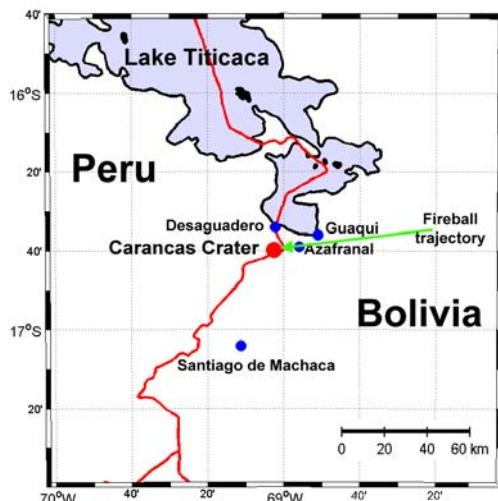 40'
Lake Titicaca
16°S
Peru
20'
Desaguadero
Guaqui
Fireball
trajectory
Carancas Crater
40'
Azafranal
Bolivia
17°S
Santiago de Machaca
20'
0 20 40 60 km
70°W 40' 20' 69°W 40' 20'